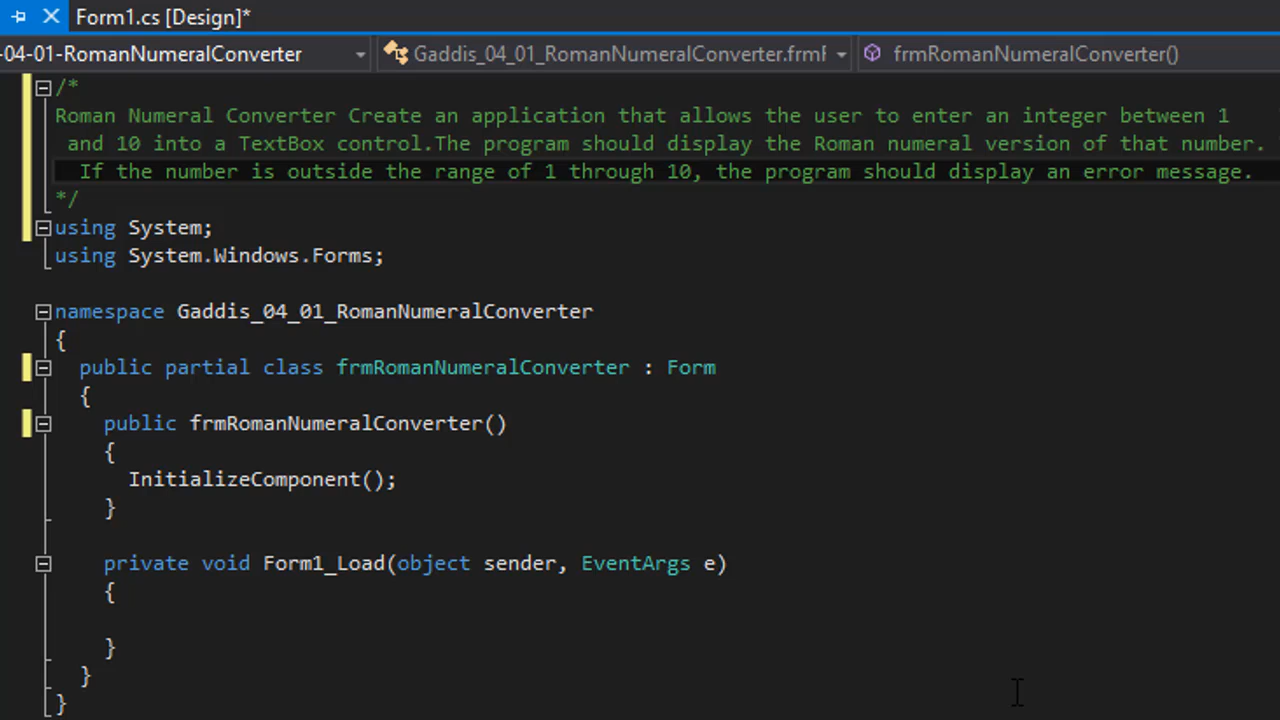 Form1.cs [Design]*
-04-01-RomanNumeralConverter Gaddis_04_01_RomanNumeralConverter.frmF frmRomanNumeralConverter()
/*
Roman Numeral Converter Create an application that allows the user to enter an integer between 1
and 10 into a TextBox control.The program should display the Roman numeral version of that number.
If the number is outside the range of 1 through 10, the program should display an error message.
*/
using System;
using System.Windows.Forms;
namespace Gaddis_04_01_RomanNumeralConverter
{
public partial class frmRomanNumeralConverter : Form
{
public frmRomanNumeralConverter()
{
InitializeComponent();
}
private void Form1_Load(object sender, EventArgs e)
{
}
}
}